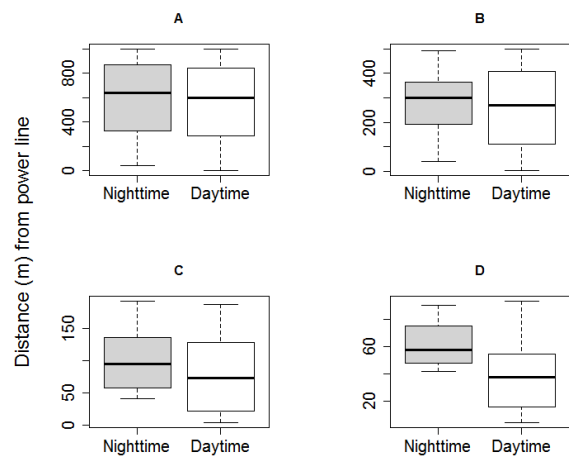 A
B
0 400 800
Nighttime Daytime
0 200 400
Nighttime Daytime
Distance (m) from power line
C
D
0 50 150
Nighttime Daytime
20 60
Nighttime Daytime